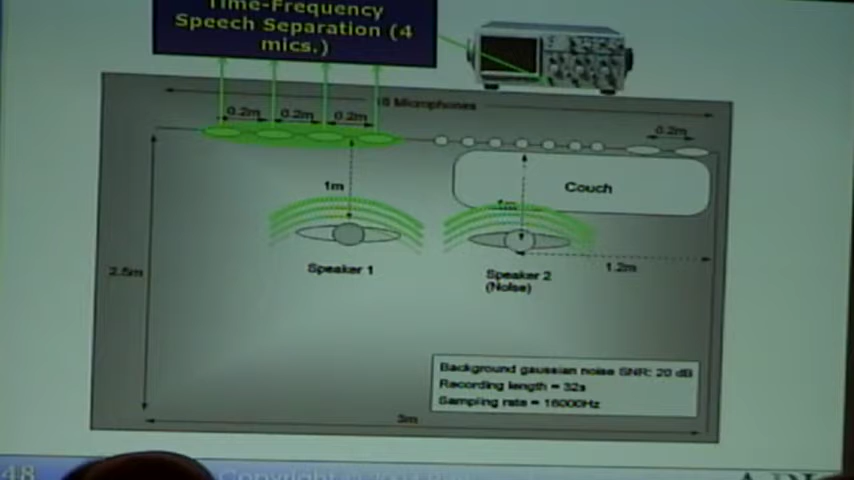 Time-Frequency
Speech Separation (4
mics.)
Microphones
0.2m
0.2m
0.2m
0.2m
1m
Couch
1m
Speaker 1
Speaker 2
(Noise)
1.2m
2.5m
Background gaussian noise SNR: 20 dB
Recording length = 32s
Sampling rate = 16000Hz
3m
48
Copyright ©